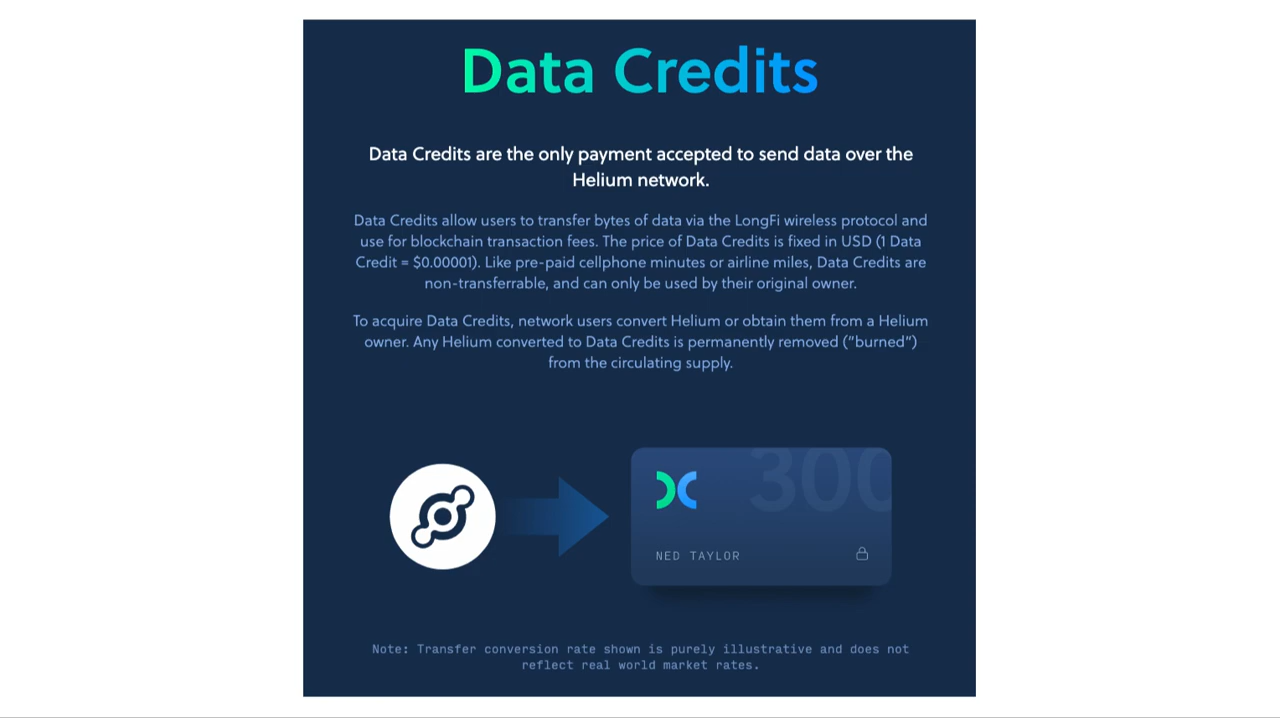 Data Credits
Data Credits are the only payment accepted to send data over the
Helium network.
Data Credits allow users to transfer bytes of data via the LongFi wireless protocol and
use for blockchain transaction fees. The price of Data Credits is fixed in USD (1 Data
Credit = $0.00001). Like pre-paid cellphone minutes or airline miles, Data Credits are
non-transferrable, and can only be used by their original owner.
To acquire Data Credits, network users convert Helium or obtain them from a Helium
owner. Any Helium converted to Data Credits is permanently removed (“burned”)
from the circulating supply.
300
NED TAYLOR
Note: Transfer conversion rate shown is purely illustrative and does not
reflect real world market rates.